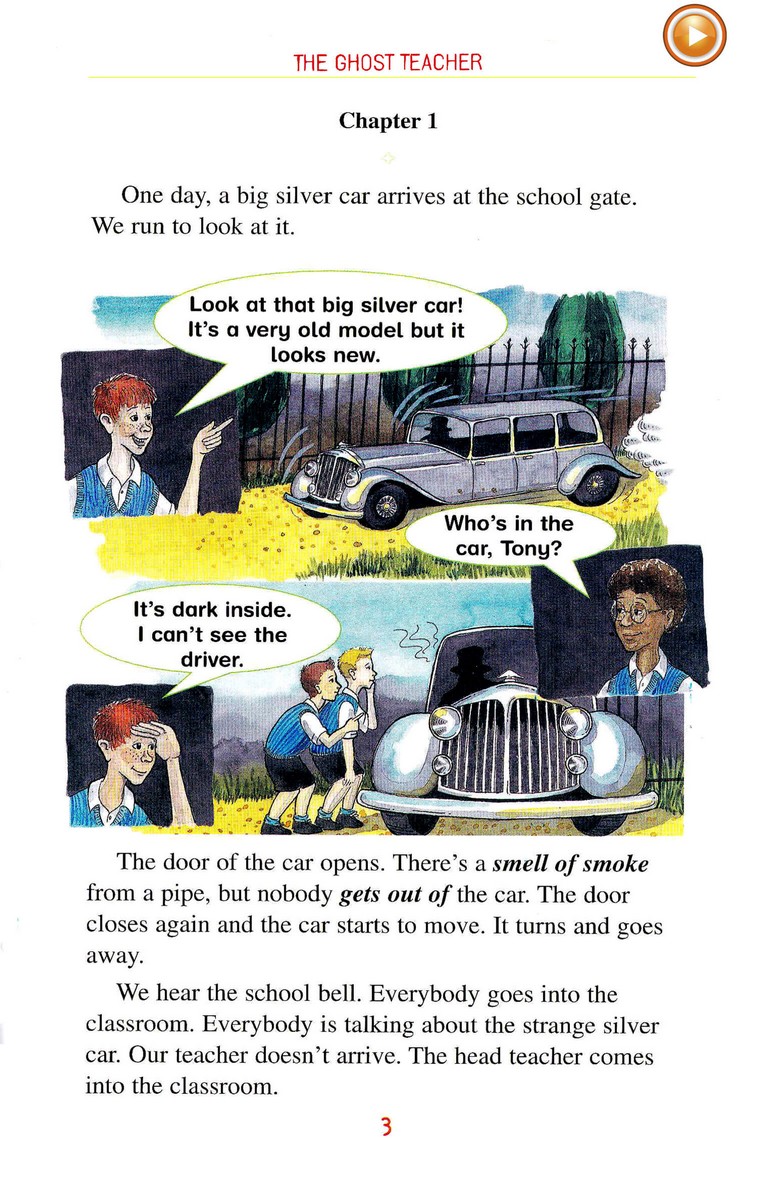 THE GHOST TEACHER
Chapter 1
One day, a big silver car arrives at the school gate.
We run to look at it.
Look at that big silver car!
It's a very old model but it
looks new.
Who's in the
car, Tony?
It's dark inside.
I can't see the
driver.
The door of the car opens. There's a smell of smoke
from a pipe, but nobody gets out of the car. The door
closes again and the car starts to move. It turns and goes
away.
We hear the school bell. Everybody goes into the
classroom. Everybody is talking about the strange silver
car. Our teacher doesn't arrive. The head teacher comes
into the classroom.
3